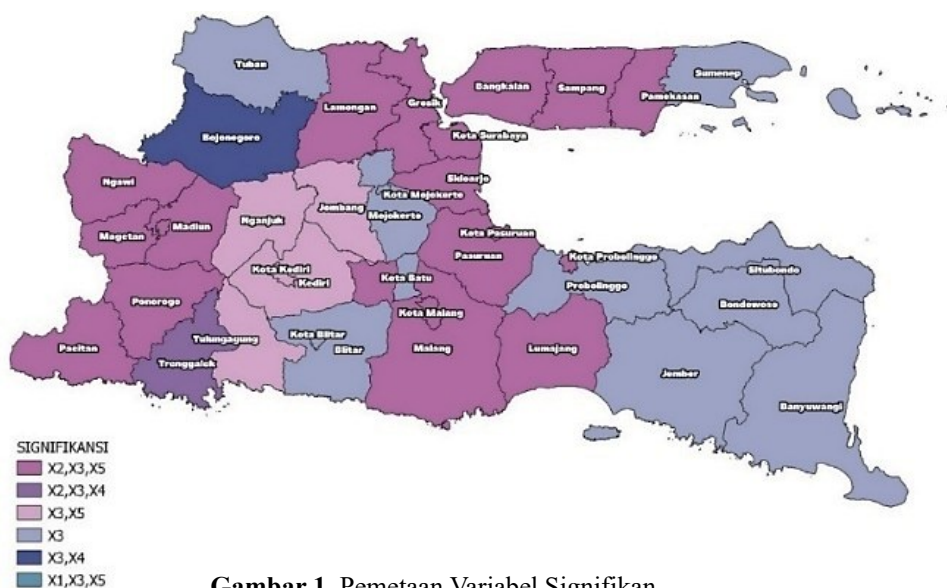 Tuban
Sumenep
Bangkalan
Sampang
Pamekasan
Lamongan
Gresik
Bojonegoro
Kota Surabaya
Ngawi
Sidoarjo
Kota Mojokerto
Jombang
Mojokerto
Nganjuk
Madiun
Magetan
Kota Pasuruan
Pasuruan
Kota Probolinggo
Kota Kediri
Kediri
Kota Batu
Situbondo
Probolinggo
Bondowoso
Ponorogo
Kota Malang
Tulungagung
Kota Blitar
Blitar
Pacitan
Malang
Lumajang
Trenggalek
Jember
Banyuwangi
SIGNIFIKANSI
X2,X3,X5
X2,X3,X4
X3,X5
X3
X3,X4
X1,X3,X5
Gambar 1. Pemetaan Variabel Signifikan